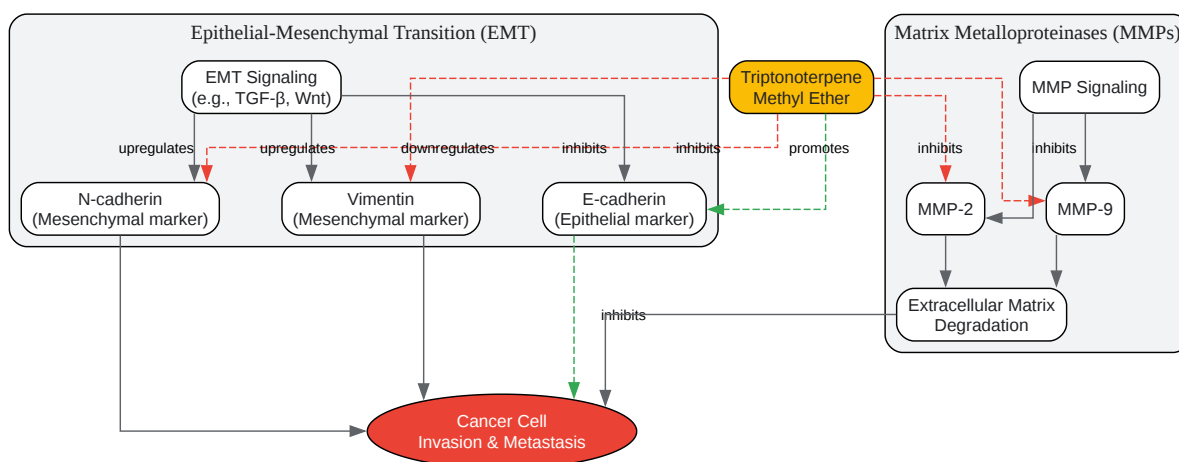 Epithelial-Mesenchymal Transition (EMT)
Matrix Metalloproteinases (MMPs)
EMT Signaling
(e.g., TGF-β, Wnt)
Triptonoterpene
Methyl Ether
MMP Signaling
upregulates
upregulates
downregulates
inhibits
inhibits
promotes
inhibits
inhibits
N-cadherin
(Mesenchymal marker)
Vimentin
(Mesenchymal marker)
E-cadherin
(Epithelial marker)
MMP-2
MMP-9
Extracellular Matrix
Degradation
inhibits
Cancer Cell
Invasion & Metastasis